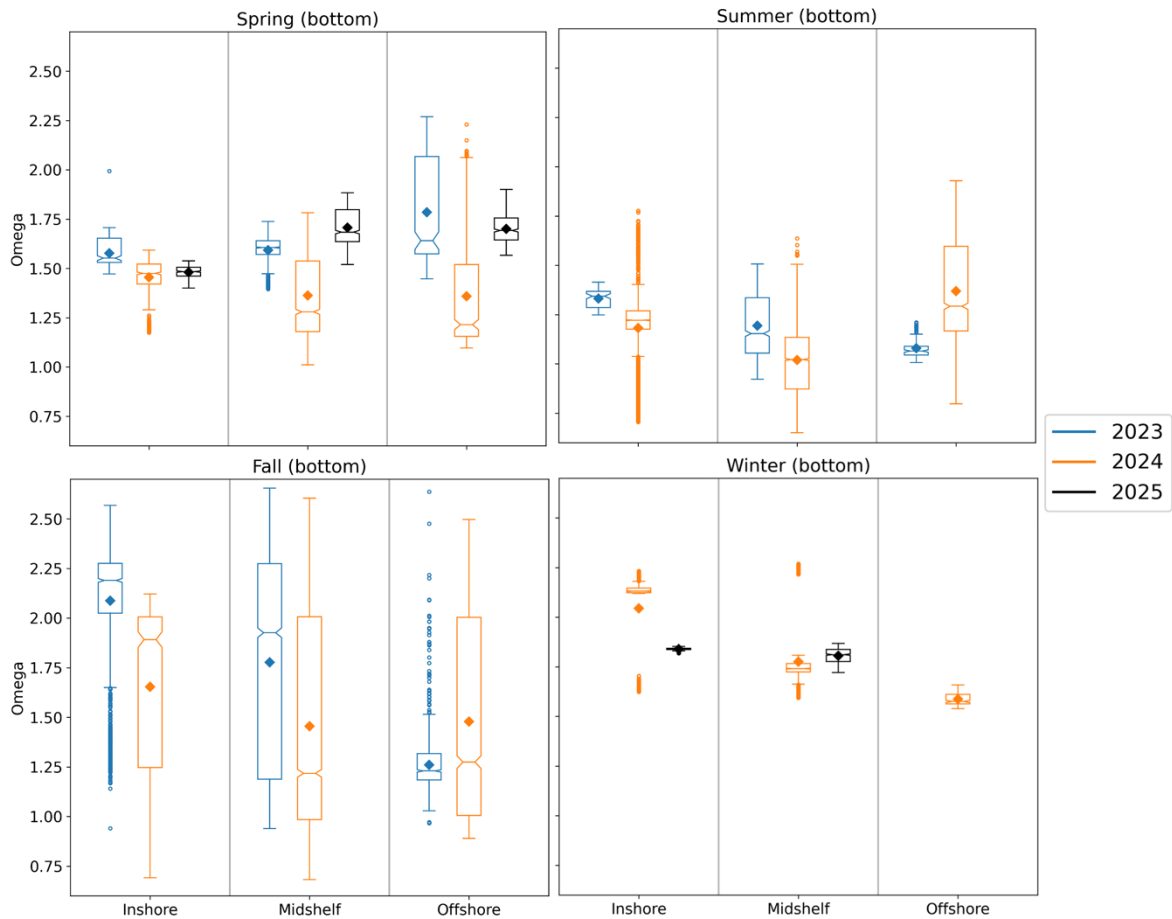 Spring (bottom)
Summer (bottom)
2.50
2.25
2.00
1.75
1.50
1.25
1.00
0.75
Omega
2023
2024
2025
Fall (bottom)
Winter (bottom)
2.50
2.25
2.00
1.75
1.50
1.25
1.00
0.75
Omega
Inshore
Midshelf
Offshore
Inshore
Midshelf
Offshore